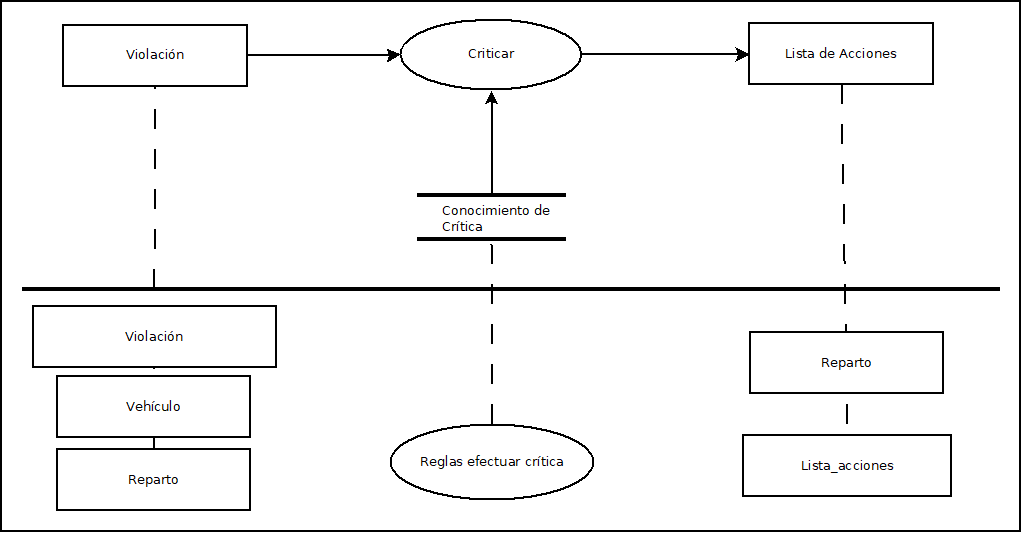 Violación
Criticar
Lista de Acciones
Conocimiento de
Crítica
Violación
Vehículo
Reparto
Reglas efectuar crítica
Reparto
Lista_acciones